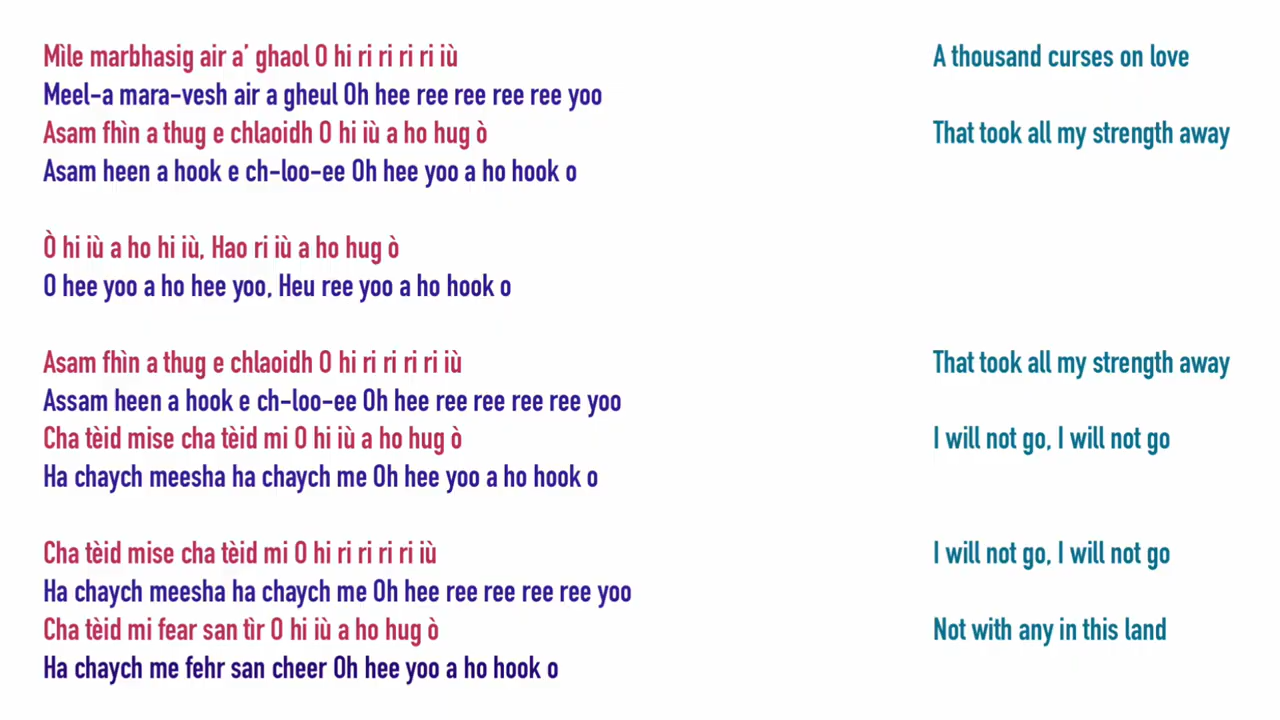 Mìle marbhasig air a’ ghaol O hi ri ri ri ri iù
A thousand curses on love
Meel-a mara-vesh air a gheul Oh hee ree ree ree ree yoo
Asam fhìn a thug e chlaoidh O hi iù a ho hug ò
That took all my strength away
Asam heen a hook e ch-loo-ee Oh hee yoo a ho hook o
Ò hi iù a ho hi iù, Hao ri iù a ho hug ò
O hee yoo a ho hee yoo, Heu ree yoo a ho hook o
Asam fhìn a thug e chlaoidh O hi ri ri ri ri iù
That took all my strength away
Assam heen a hook e ch-loo-ee Oh hee ree ree ree ree yoo
Cha tèid mise cha tèid mi O hi iù a ho hug ò
I will not go, I will not go
Ha chaych meesha ha chaych me Oh hee yoo a ho hook o
Cha tèid mise cha tèid mi O hi ri ri ri ri iù
I will not go, I will not go
Ha chaych meesha ha chaych me Oh hee ree ree ree ree yoo
Cha tèid mi fear san tìr O hi iù a ho hug ò
Not with any in this land
Ha chaych me fehr san cheer Oh hee yoo a ho hook o